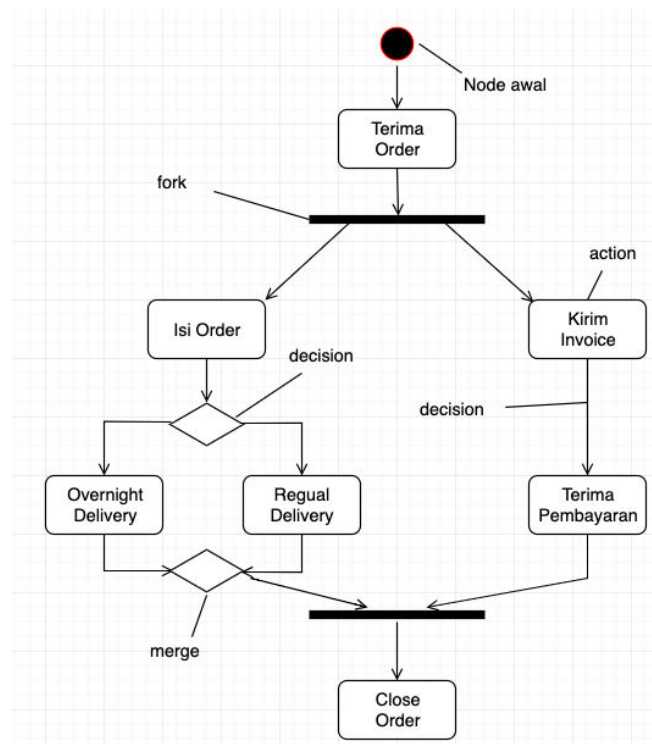 Node awal
Terima
Order
fork
action
Isi Order
Kirim
Invoice
decision
decision
Overnight
Delivery
Regual
Delivery
Terima
Pembayaran
merge
Close
Order